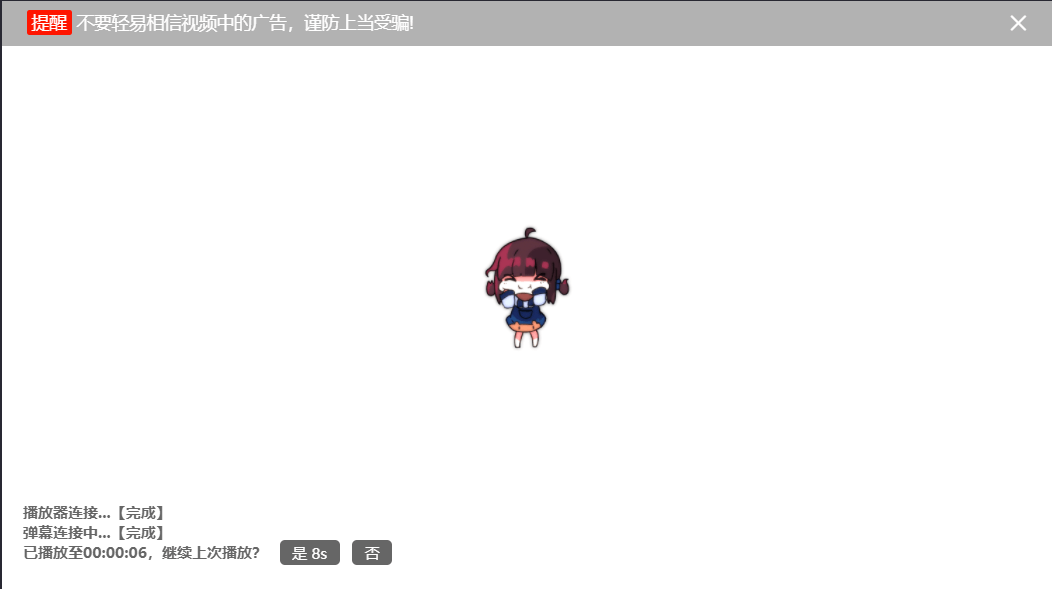 提醒 不要轻易相信视频中的广告，谨防上当受骗!
播放器连接...【完成】
弹幕连接中...【完成】
已播放至00:00:06，继续上次播放？ 是 8s 否